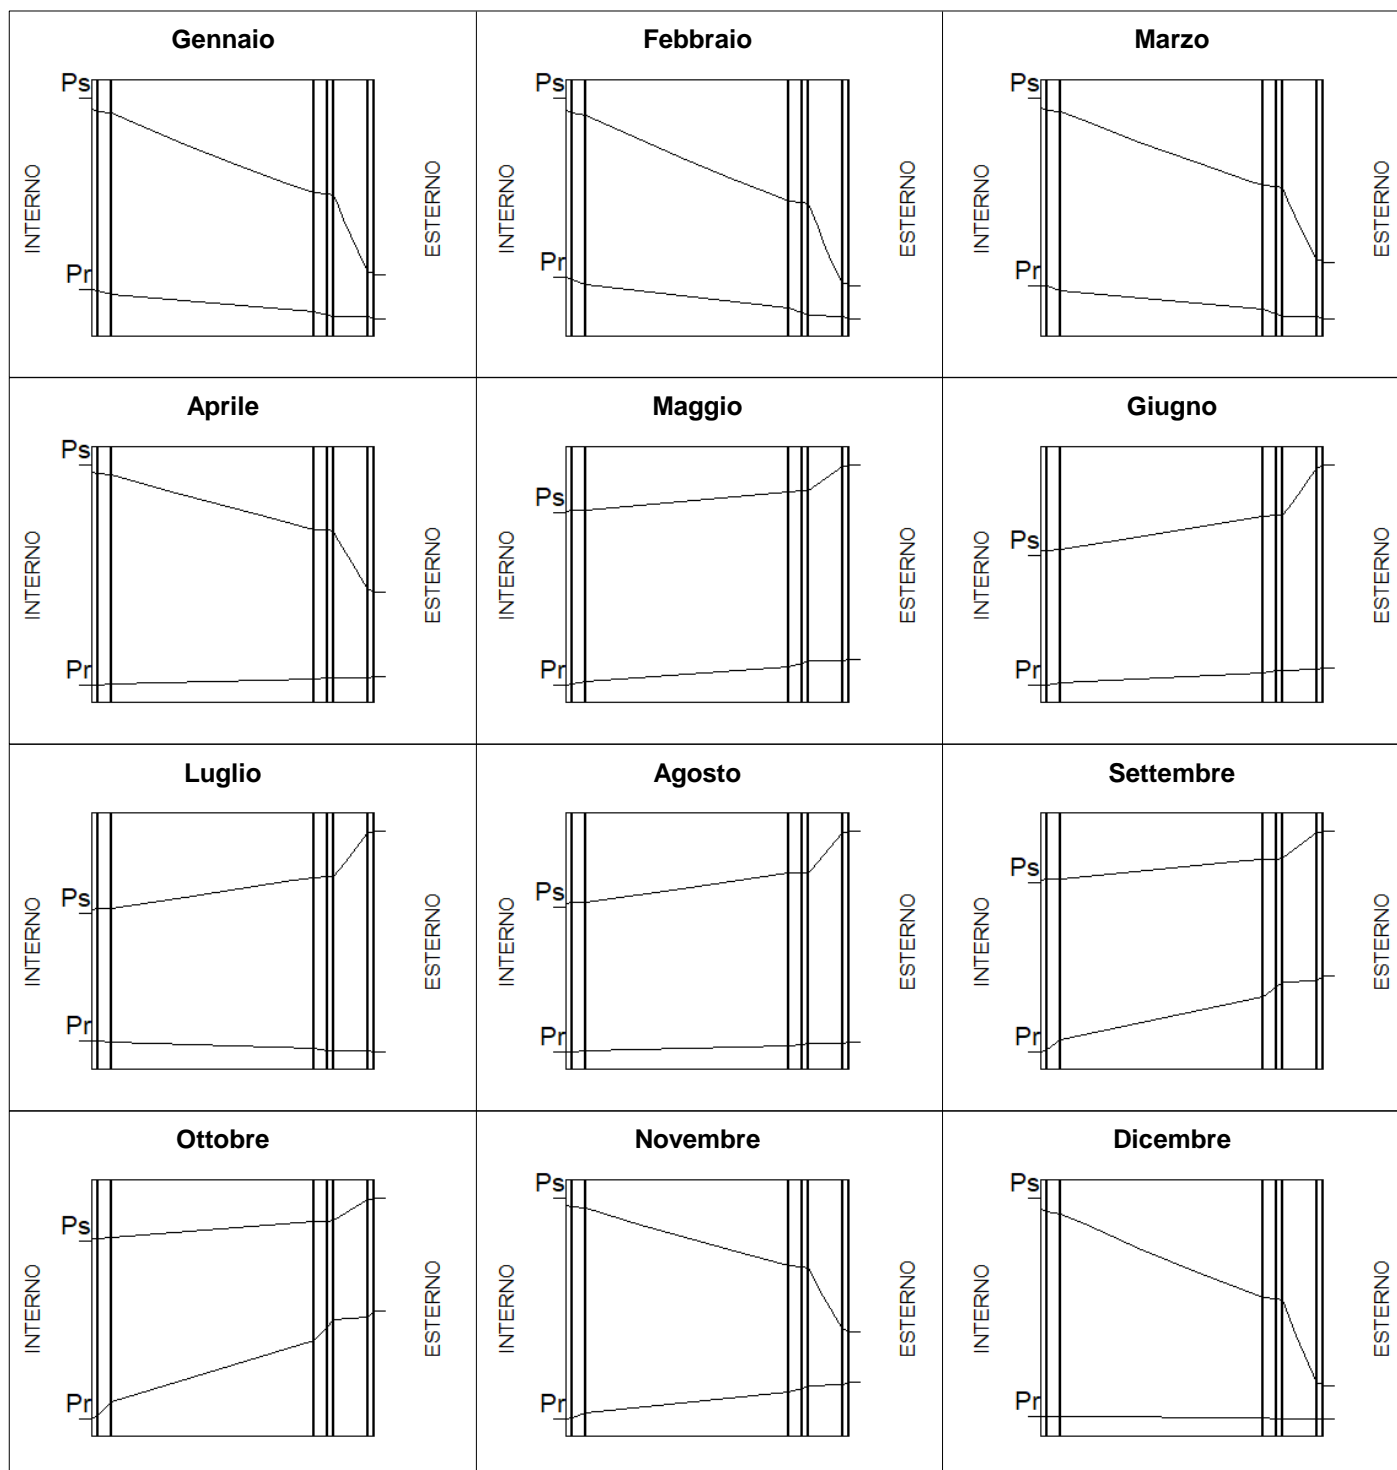 Gennaio
Febbraio
Marzo
Ps
Pr
INTERNO
ESTERNO
Ps
Pr
INTERNO
ESTERNO
Ps
Pr
INTERNO
ESTERNO
Aprile
Maggio
Giugno
Ps
Pr
INTERNO
ESTERNO
Ps
Pr
INTERNO
ESTERNO
Ps
Pr
INTERNO
ESTERNO
Luglio
Agosto
Settembre
Ps
Pr
INTERNO
ESTERNO
Ps
Pr
INTERNO
ESTERNO
Ps
Pr
INTERNO
ESTERNO
Ottobre
Novembre
Dicembre
Ps
Pr
INTERNO
ESTERNO
Ps
Pr
INTERNO
ESTERNO
Ps
Pr
INTERNO
ESTERNO